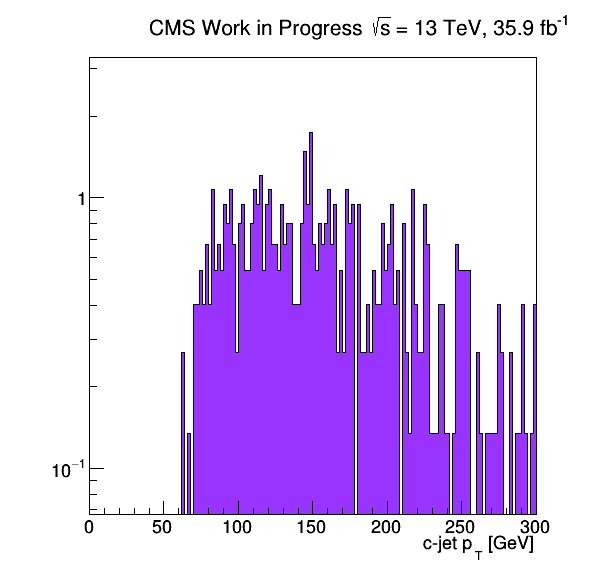 CMS Work in Progress √s = 13 TeV, 35.9 fb⁻¹
1
10⁻¹
0 50 100 150 200 250 300
c-jet p_T [GeV]